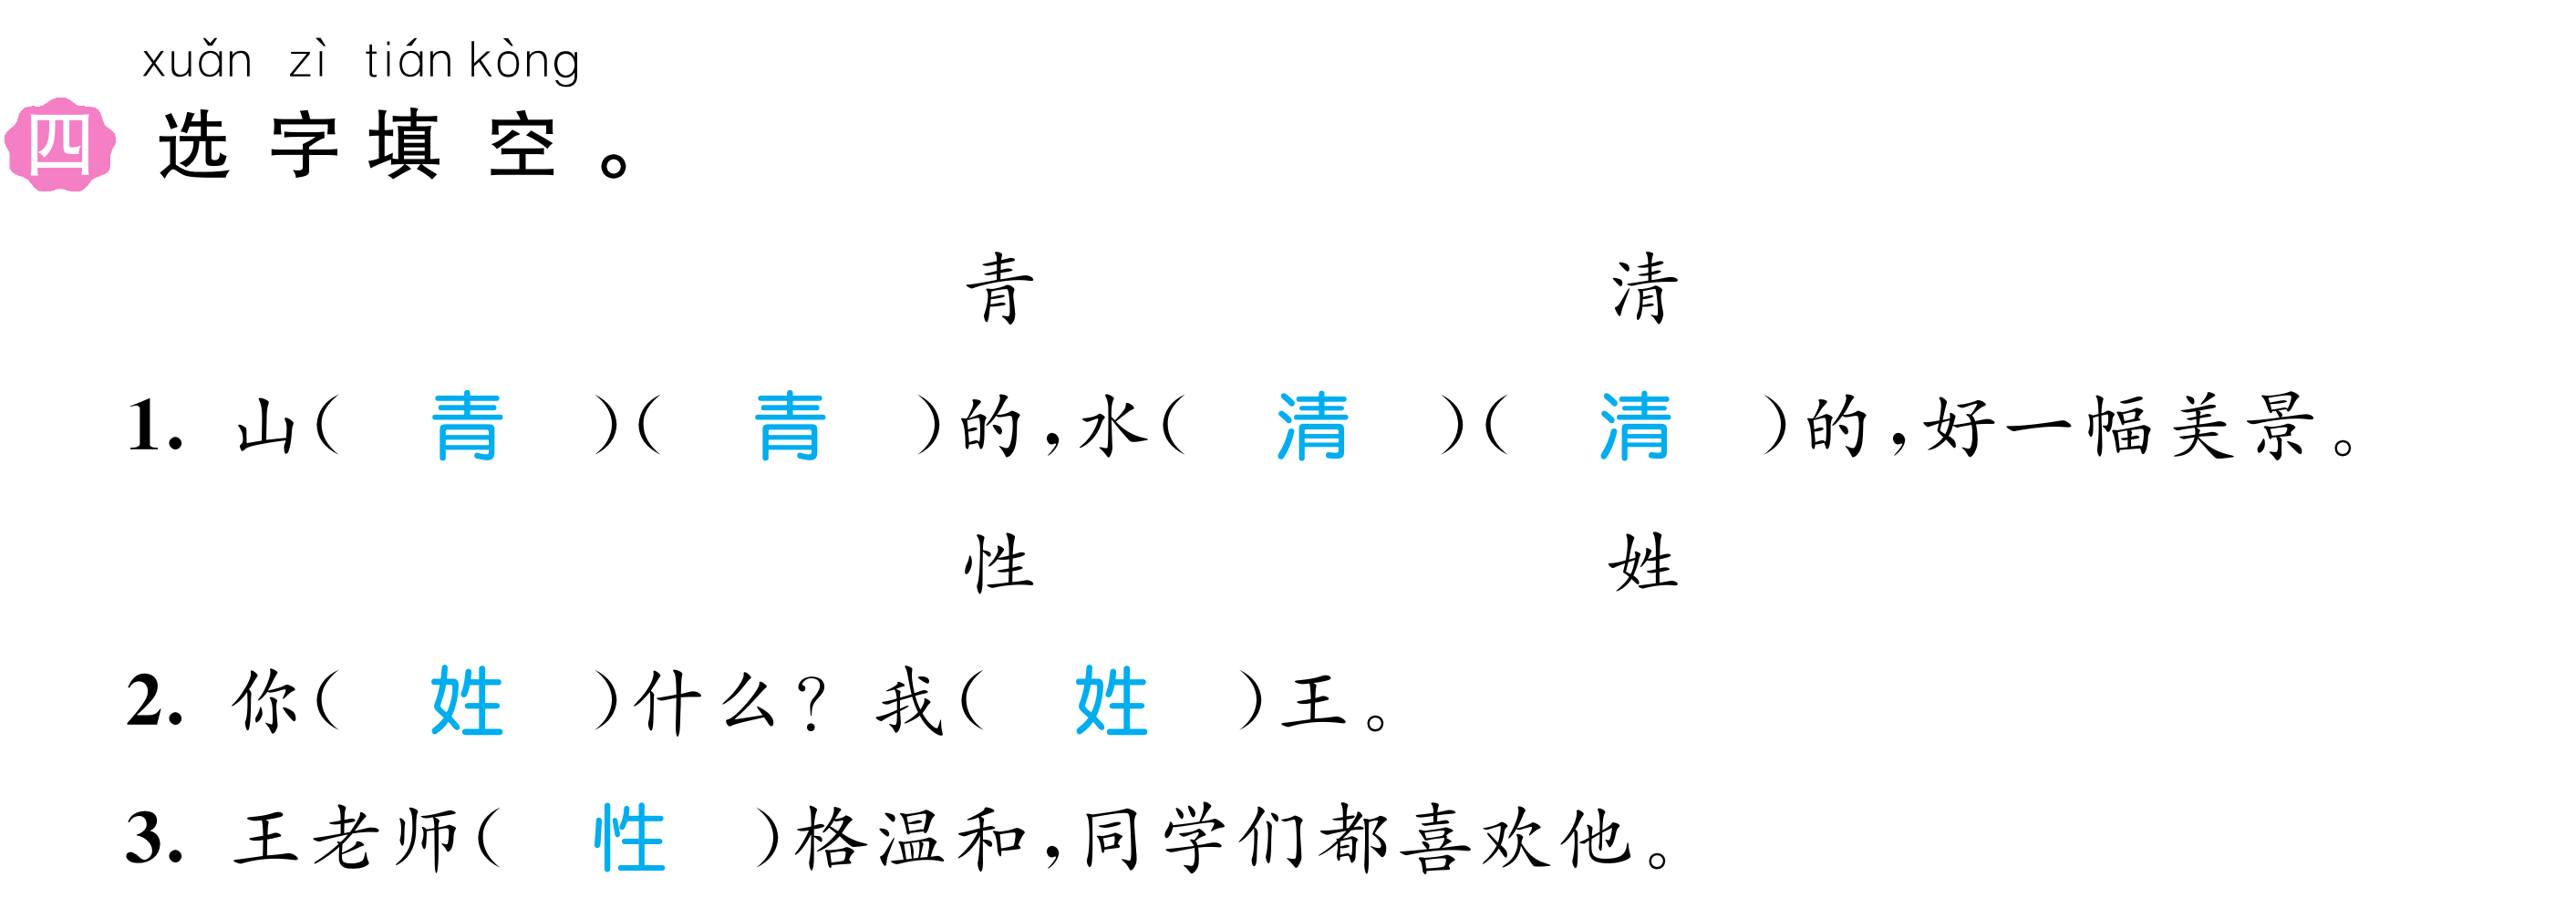 xuǎn zì tián kòng
四 选字填空。
青 清
1. 山( 青 )( 青 )的,水( 清 )( 清 )的,好一幅美景。
性 姓
2. 你( 姓 )什么? 我( 姓 )王。
3. 王老师( 性 )格温和,同学们都喜欢他。